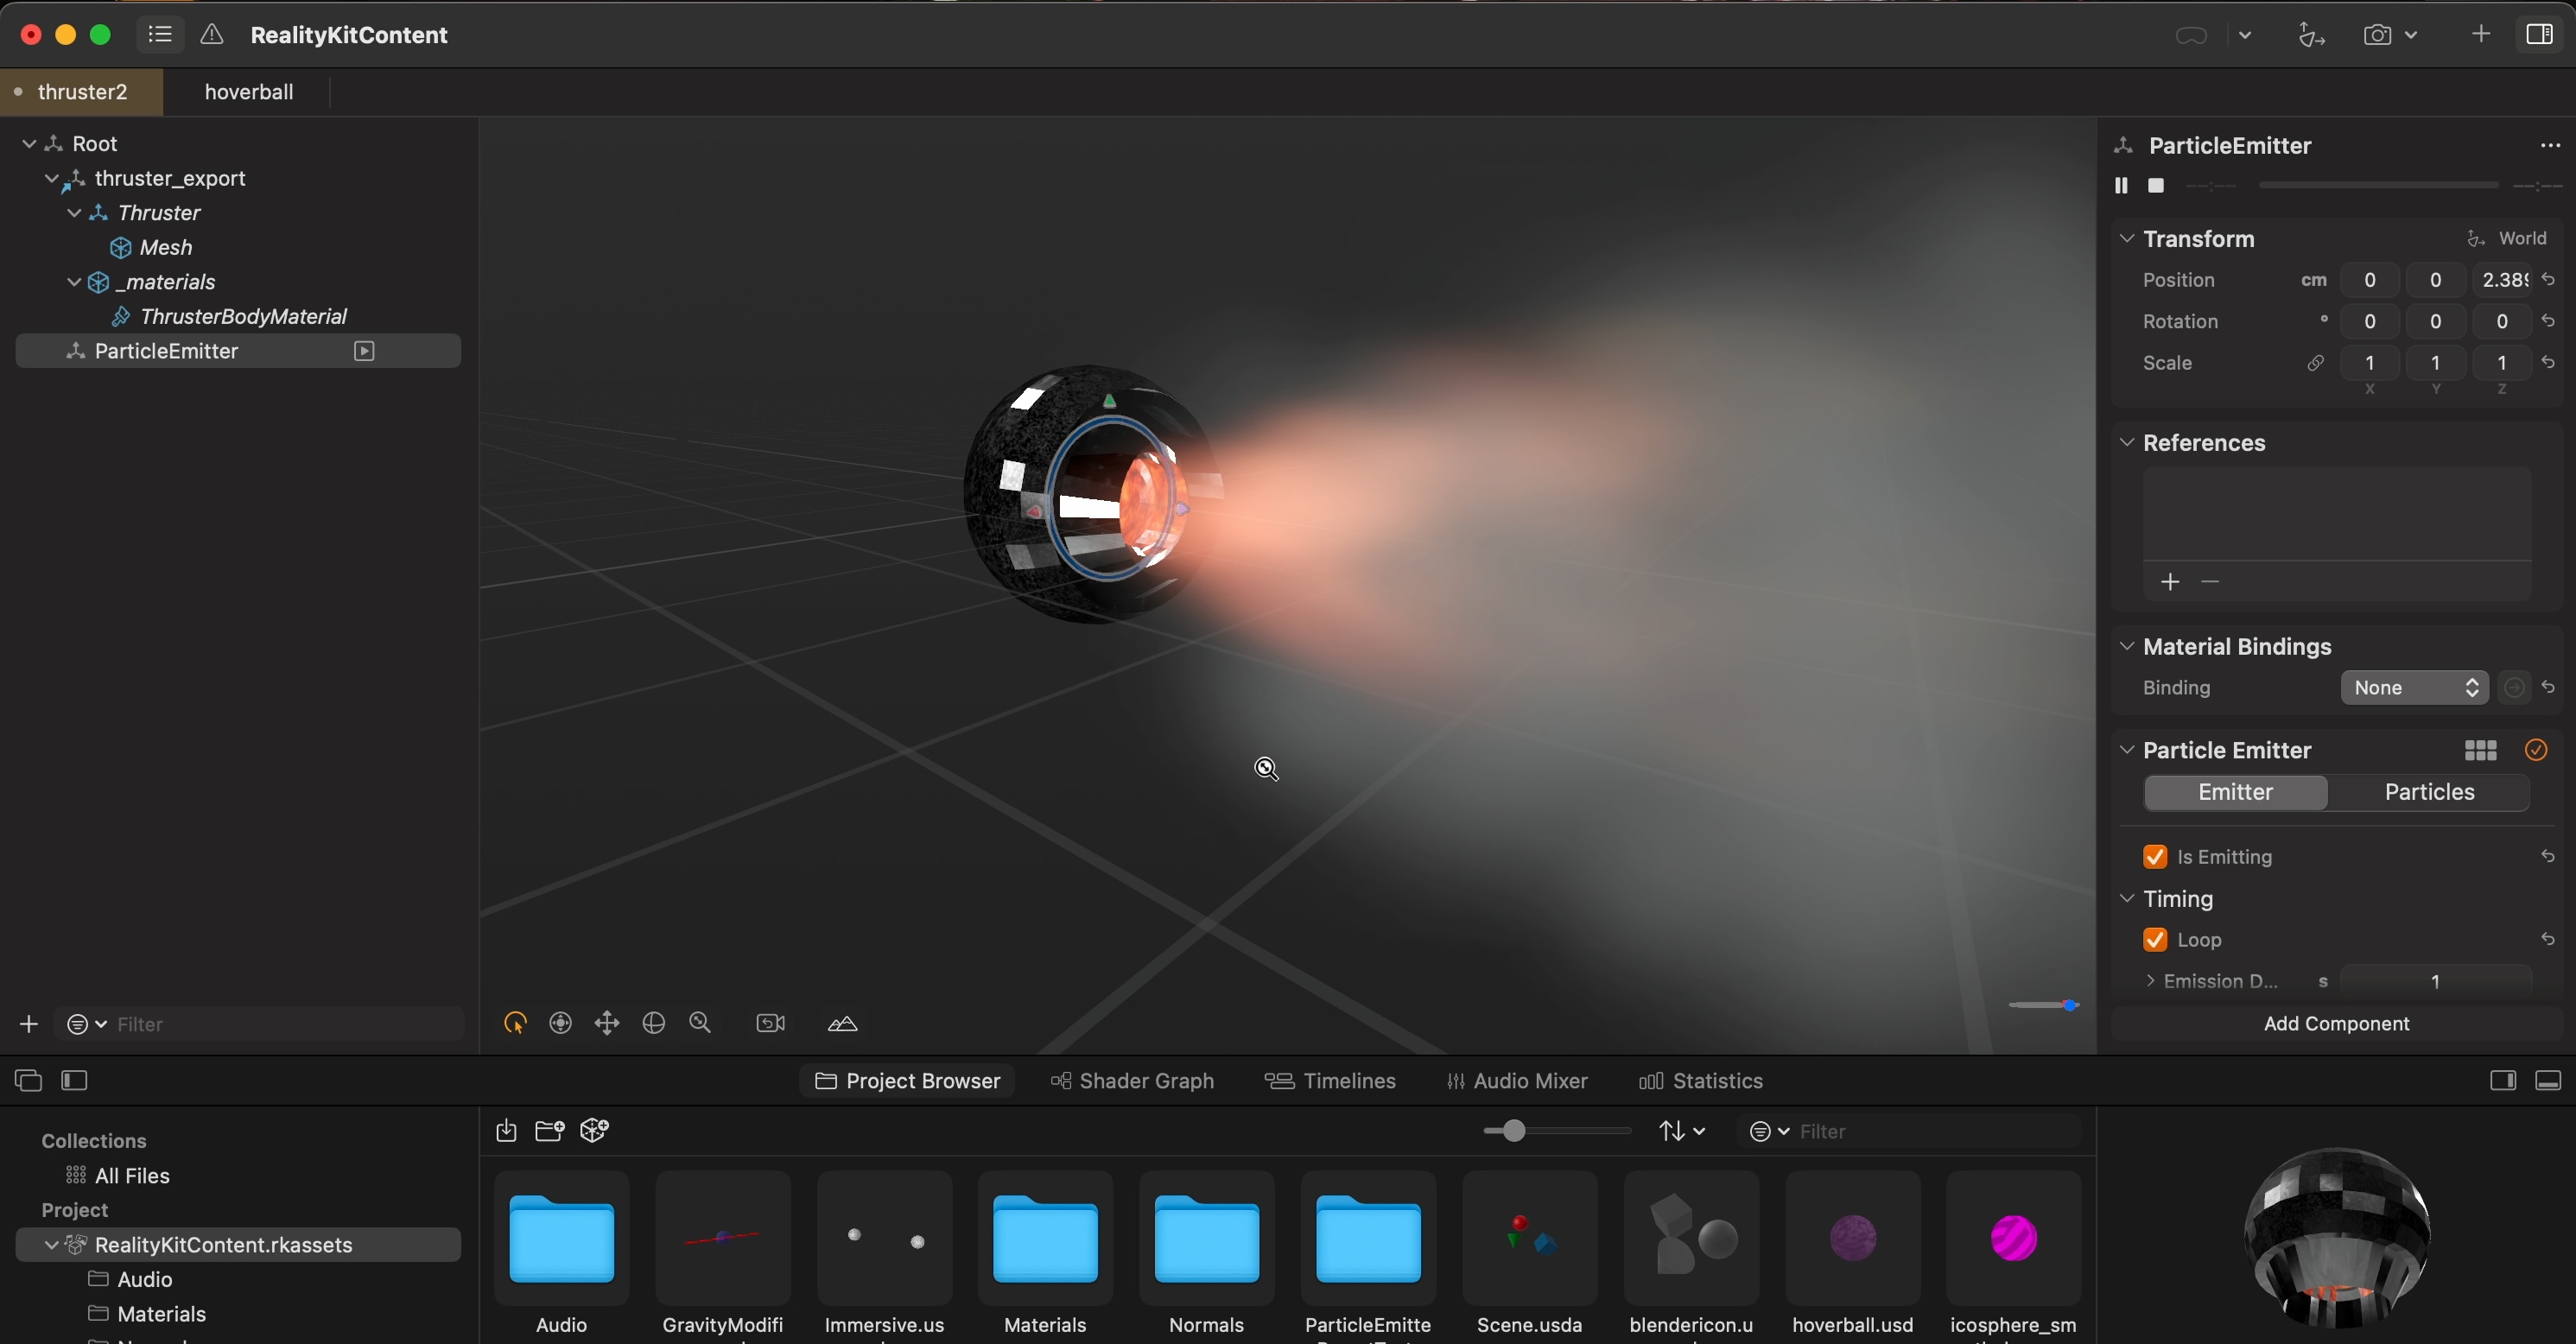 RealityKitContent
thruster2
hoverball
Root
thruster_export
Thruster
Mesh
_materials
ThrusterBodyMaterial
ParticleEmitter
Filter
ParticleEmitter
--:--
--:--
Transform
World
Position cm 0 0
Rotation ° 0 0 0
Scale 1 1 1
X Y Z
References
Material Bindings
Binding None
Particle Emitter
Emitter Particles
Is Emitting
Timing
Loop
Emission D... s 1
Add Component
Project Browser
Shader Graph
Timelines
Audio Mixer
Statistics
Collections
All Files
Project
RealityKitContent.rkassets
Audio
Materials
Filter
Audio
GravityModifi
Immersive.us
Materials
Normals
ParticleEmitte
Scene.usda
blendericon.u
hoverball.usd
icosphere_sm